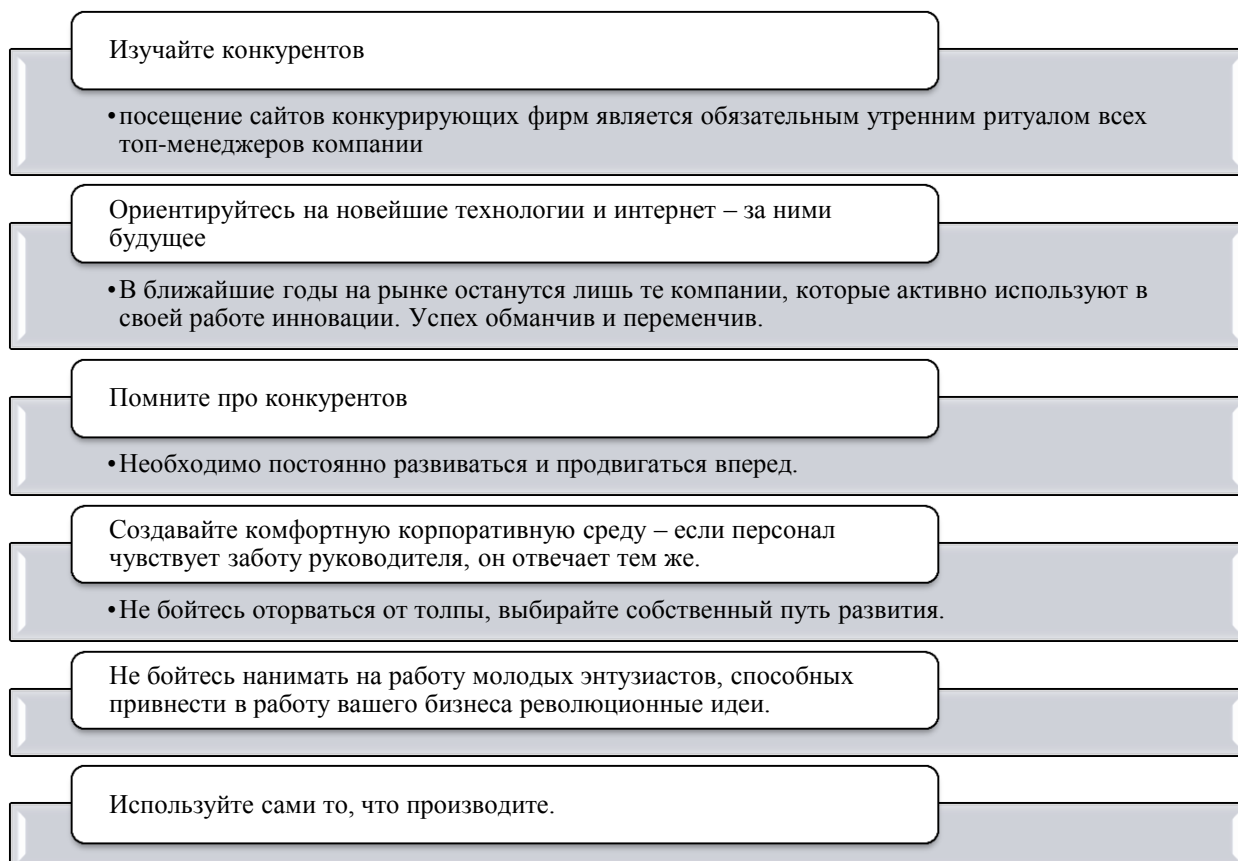 Изучайте конкурентов
•посещение сайтов конкурирующих фирм является обязательным утренним ритуалом всех
топ-менеджеров компании
Ориентируйтесь на новейшие технологии и интернет – за ними
будущее
•В ближайшие годы на рынке останутся лишь те компании, которые активно используют в
своей работе инновации. Успех обманчив и переменчив.
Помните про конкурентов
•Необходимо постоянно развиваться и продвигаться вперед.
Создавайте комфортную корпоративную среду – если персонал
чувствует заботу руководителя, он отвечает тем же.
•Не бойтесь оторваться от толпы, выбирайте собственный путь развития.
Не бойтесь нанимать на работу молодых энтузиастов, способных
привнести в работу вашего бизнеса революционные идеи.
Используйте сами то, что производите.